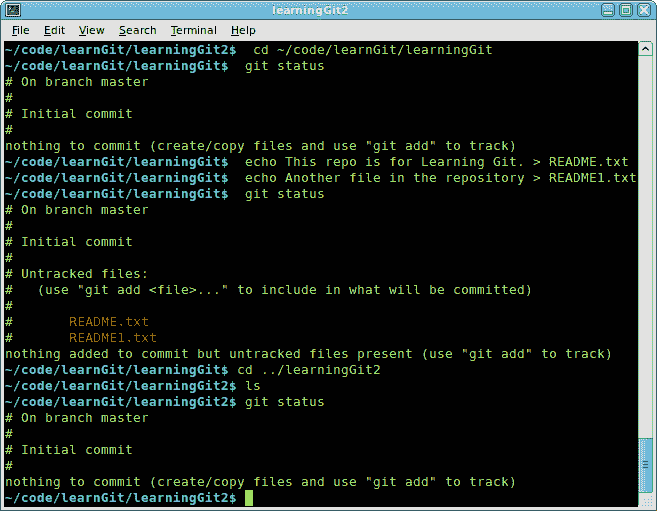 learningGit2
File Edit View Search Terminal Help
~/code/learnGit/learningGit2$  cd ~/code/learnGit/learningGit
~/code/learnGit/learningGit$  git status
# On branch master
#
# Initial commit
#
nothing to commit (create/copy files and use "git add" to track)
~/code/learnGit/learningGit$  echo This repo is for Learning Git. > README.txt
~/code/learnGit/learningGit$  echo Another file in the repository > README1.txt
~/code/learnGit/learningGit$  git status
# On branch master
#
# Initial commit
#
# Untracked files:
#   (use "git add <file>..." to include in what will be committed)
#
#       README.txt
#       README1.txt
nothing added to commit but untracked files present (use "git add" to track)
~/code/learnGit/learningGit$ cd ../learningGit2
~/code/learnGit/learningGit2$ ls
~/code/learnGit/learningGit2$ git status
# On branch master
#
# Initial commit
#
nothing to commit (create/copy files and use "git add" to track)
~/code/learnGit/learningGit2$